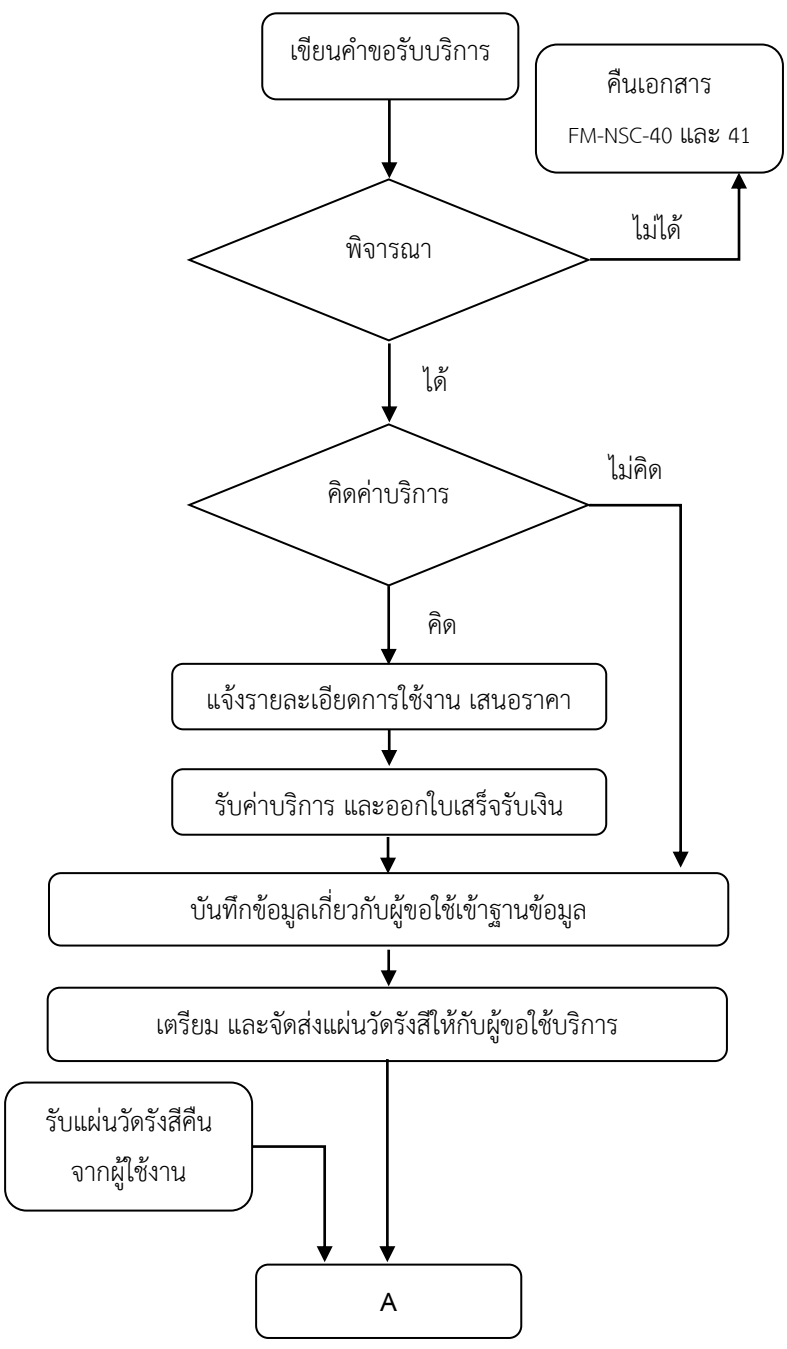 เขียนคำขอรับบริการ
คืนเอกสาร
FM-NSC-40 และ 41
พิจารณา
ไม่ได้
ได้
คิดค่าบริการ
ไม่คิด
คิด
แจ้งรายละเอียดการใช้งาน เสนอราคา
รับค่าบริการ และออกใบเสร็จรับเงิน
บันทึกข้อมูลเกี่ยวกับผู้ขอใช้เข้าฐานข้อมูล
เตรียม และจัดส่งแผ่นวัดรังสีให้กับผู้ขอใช้บริการ
รับแผ่นวัดรังสีคืน
จากผู้ใช้งาน
A